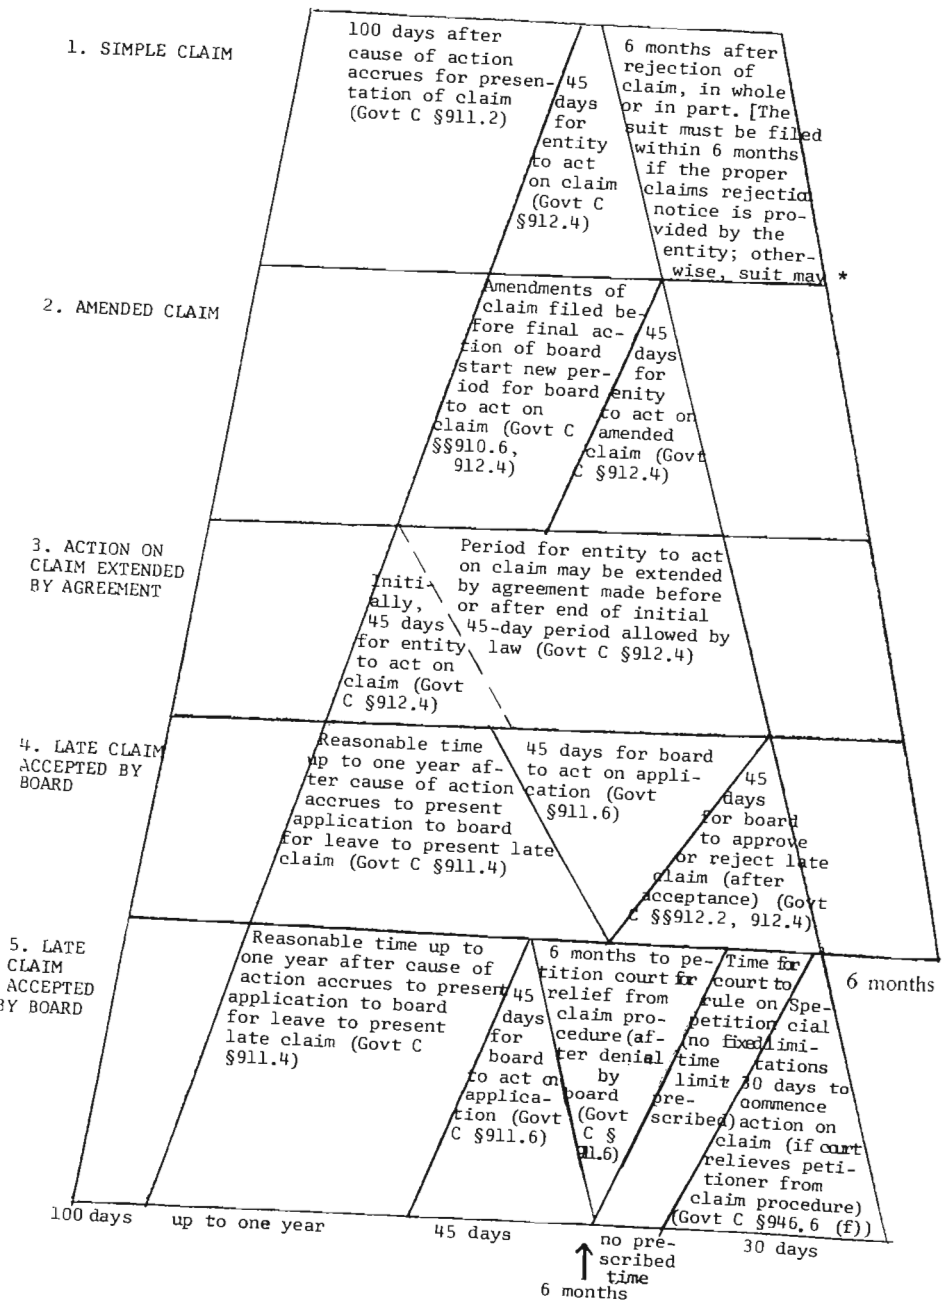 1. SIMPLE CLAIM
100 days after
cause of action
accrues for presen-
tation of claim
(Govt C §911.2)
45
days
for
entity
to act
on claim
(Govt C
§912.4)
6 months after
rejection of
claim, in whole
or in part. [The
suit must be filed
within 6 months
if the proper
claims rejectio
notice is pro-
vided by the
entity; other-
wise, suit may *
2. AMENDED CLAIM
Amendments of
claim filed be-
fore final ac-
tion of board
start new per-
iod for board
to act on
claim (Govt C
§§910.6,
912.4)
45
days
for
enity
to act on
amended
claim (Govt
C §912.4)
3. ACTION ON
CLAIM EXTENDED
BY AGREEMENT
Initi-
ally,
45 days
for entity
to act on
claim (Govt
C §912.4)
Period for entity to act
on claim may be extended
by agreement made before
or after end of initial
45-day period allowed by
law (Govt C §912.4)
4. LATE CLAIM
ACCEPTED BY
BOARD
Reasonable time
up to one year af-
ter cause of action
accrues to present
application to board
for leave to present late
claim (Govt C §911.4)
45 days for board
to act on appli-
cation (Govt
§911.6)
45
days
for board
to approve
or reject late
claim (after
acceptance) (Govt
C §§912.2, 912.4)
5. LATE
CLAIM
ACCEPTED
BY BOARD
Reasonable time up to
one year after cause of
action accrues to present
application to board
for leave to present
late claim (Govt C
§911.4)
45
days
for
board
to act on
applica-
tion (Govt
C §911.6)
6 months to pe-
tition court for
relief from
claim pro-
cedure (af-
ter denial
by
board
(Govt
C §
911.6)
Time for
court to
rule on
petition
(no fixed
time
limit
pre-
scribed)
Spe-
cial
limi-
tations
30 days to
commence
action on
claim (if court
relieves peti-
tioner from
claim procedure)
(Govt C §946.6 (f))
6 months
100 days
up to one year
45 days
6 months
no pre-
scribed
time
30 days